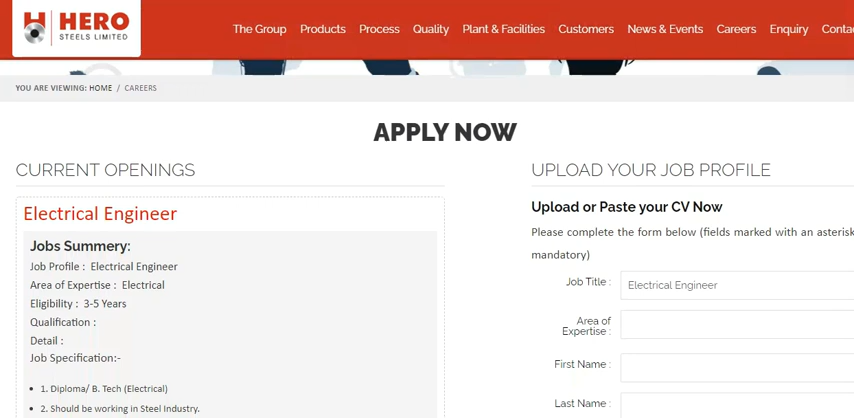 HERO
STEELS LIMITED
The Group Products Process Quality Plant & Facilities Customers News & Events Careers Enquiry Conta
YOU ARE VIEWING: HOME / CAREERS
APPLY NOW
CURRENT OPENINGS
Electrical Engineer
Jobs Summery:
Job Profile : Electrical Engineer
Area of Expertise : Electrical
Eligibility : 3-5 Years
Qualification :
Detail :
Job Specification:-
• 1. Diploma/ B. Tech (Electrical)
• 2. Should be working in Steel Industry.
UPLOAD YOUR JOB PROFILE
Upload or Paste your CV Now
Please complete the form below (fields marked with an asterisk
mandatory)
Job Title : Electrical Engineer
Area of
Expertise :
First Name :
Last Name :